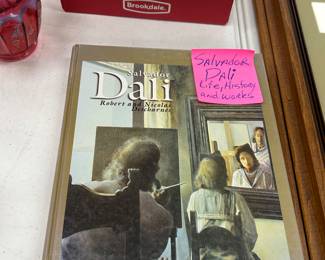 Brookdale.
Salvador
Dali
Robert and Nicolas
Descharnes
SALVADOR
DALI
Life, History
and works